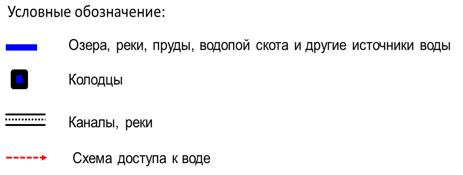 Условные обозначение:
Озера, реки, пруды, водопой скота и другие источники воды
Колодцы
Каналы, реки
Схема доступа к воде